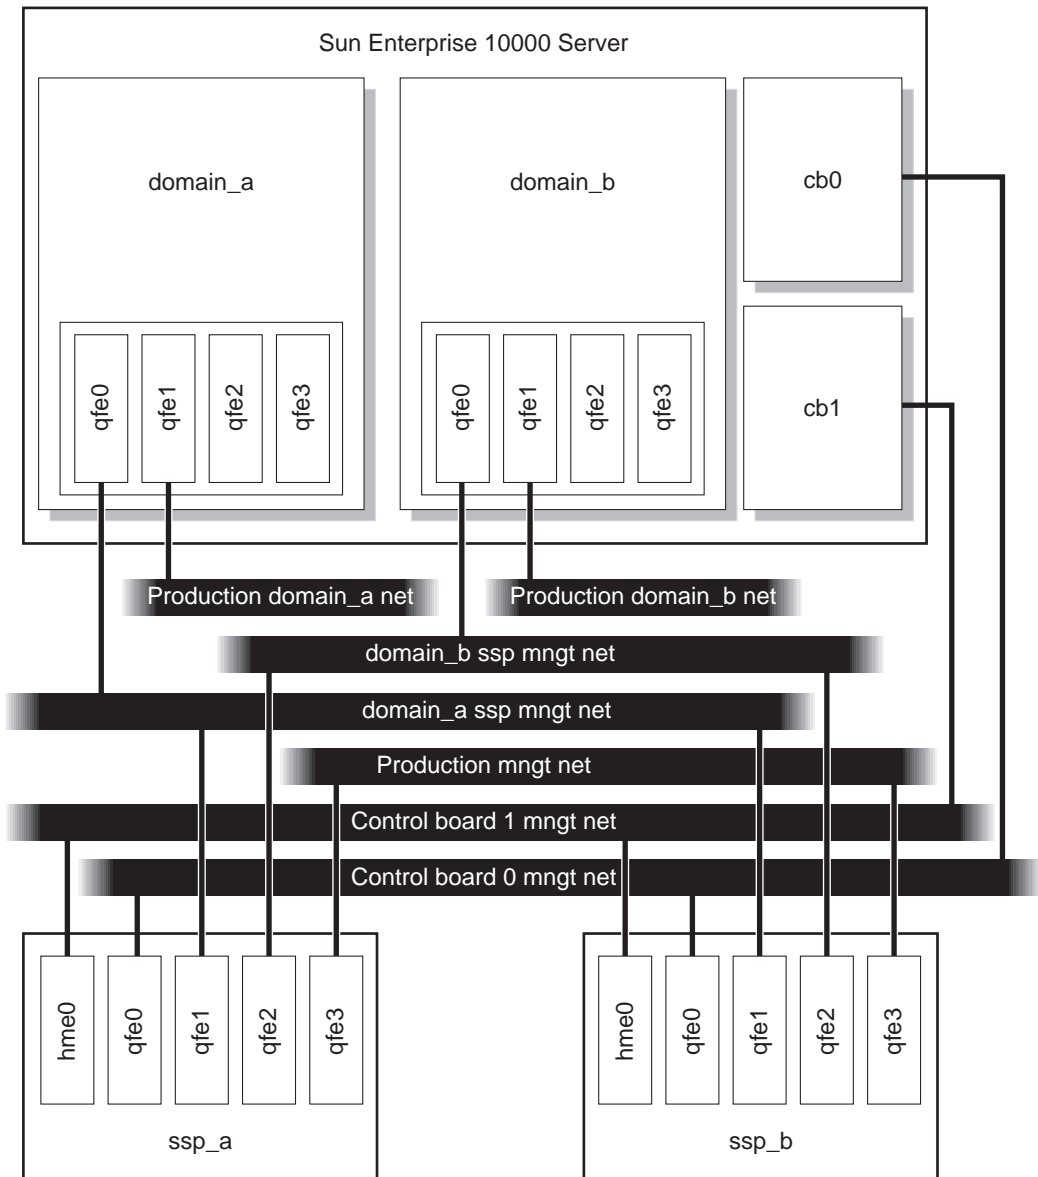 Sun Enterprise 10000 Server
domain_a
domain_b
cb0
qfe0
qfe1
qfe2
qfe3
qfe0
qfe1
qfe2
qfe3
cb1
Production domain_a net
Production domain_b net
domain_b ssp mngt net
domain_a ssp mngt net
Production mngt net
Control board 1 mngt net
Control board 0 mngt net
hme0
qfe0
qfe1
qfe2
qfe3
hme0
qfe0
qfe1
qfe2
qfe3
ssp_a
ssp_b